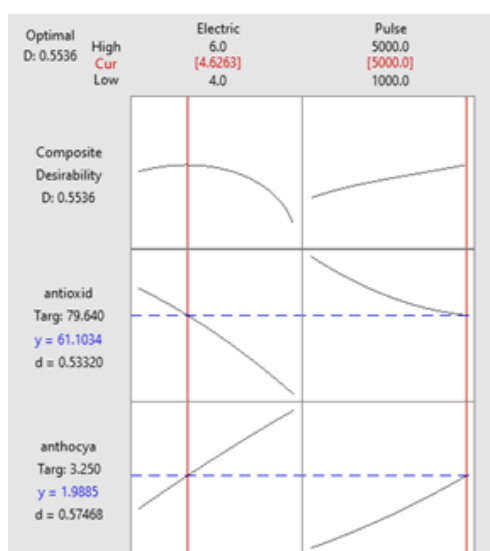 Optimal
D: 0.5536
High
Cur
Low
Electric
6.0
[4.6263]
4.0
Pulse
5000.0
[5000.0]
1000.0
Composite
Desirability
D: 0.5536
antioxid
Targ: 79.640
y = 61.1034
d = 0.53320
anthocya
Targ: 3.250
y = 1.9885
d = 0.57468